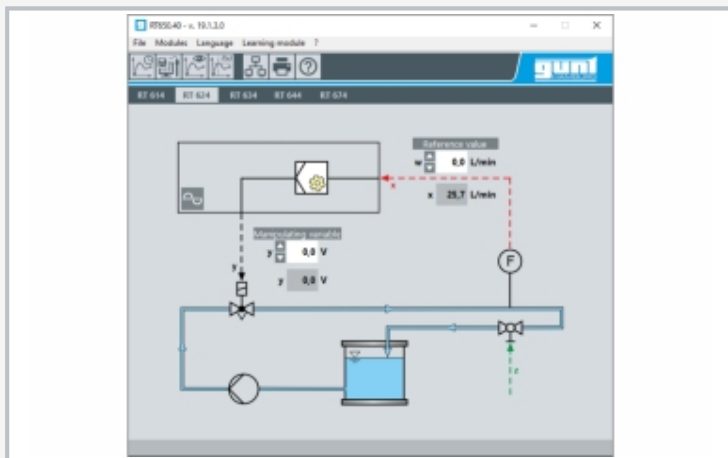 RT650.40 - v. 19.1.3.0
File Modules Language Learning module ?
gunt
RT 614 RT 624 RT 634 RT 644 RT 674
Reference value
w 0,0 L/min
x
x 25,7 L/min
Manipulating variable
y 0,0 V
y
y 0,0 V
F
z